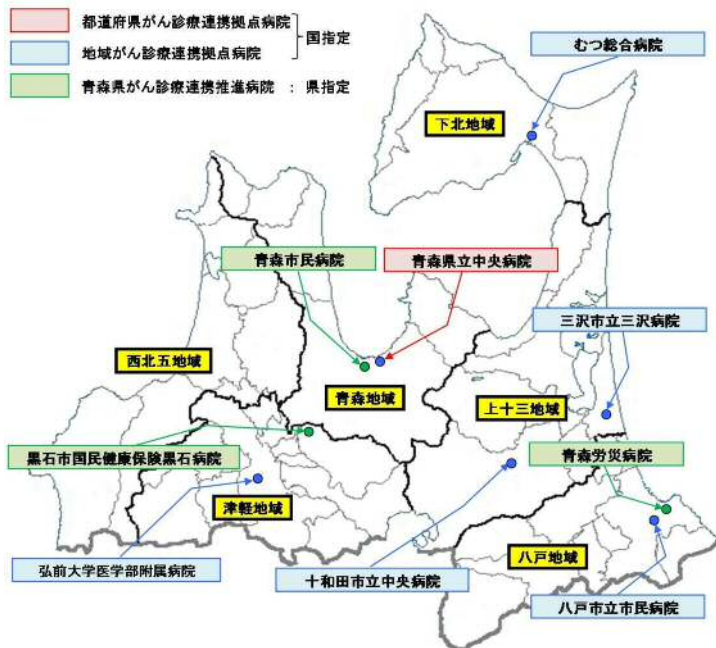 都道府県がん診療連携拠点病院
国指定
地域がん診療連携拠点病院
青森県がん診療連携推進病院 : 県指定
むつ総合病院
下北地域
青森市民病院
青森県立中央病院
三沢市立三沢病院
西北五地域
青森地域
上十三地域
黒石市国民健康保険黒石病院
青森労災病院
津軽地域
八戸地域
弘前大学医学部附属病院
十和田市立中央病院
八戸市立市民病院